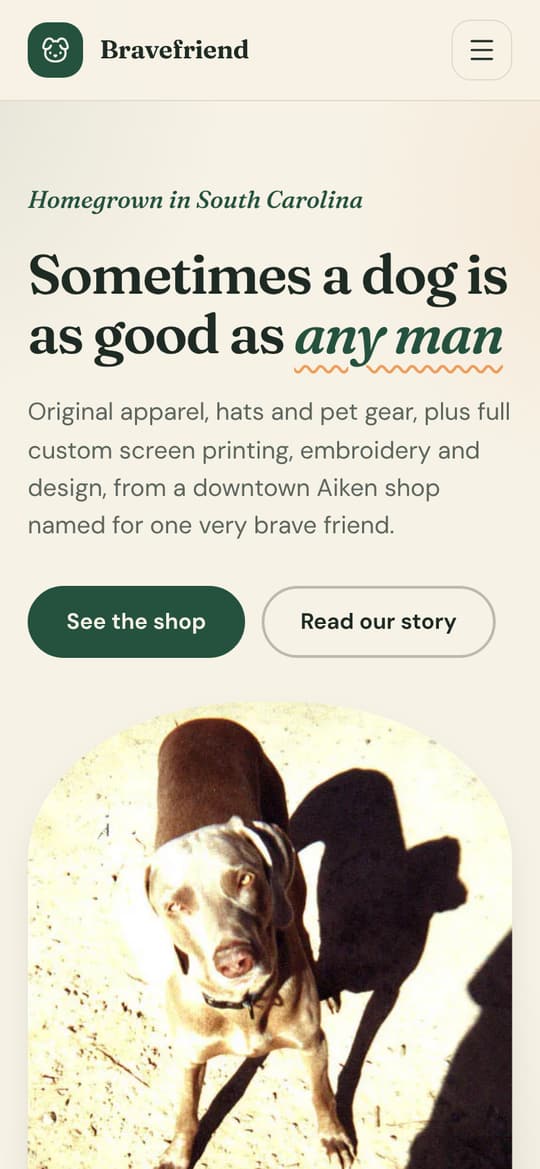 Bravefriend
Homegrown in South Carolina
Sometimes a dog is
as good as any man
Original apparel, hats and pet gear, plus full
custom screen printing, embroidery and
design, from a downtown Aiken shop
named for one very brave friend.
See the shop
Read our story